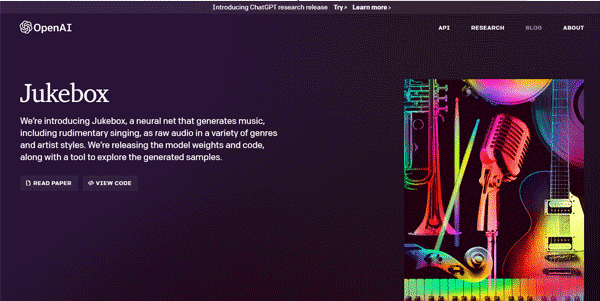 Introducing ChatGPT research release Try › Learn more ›
OpenAI
API RESEARCH BLOG ABOUT
Jukebox
We're introducing Jukebox, a neural net that generates music,
including rudimentary singing, as raw audio in a variety of genres
and artist styles. We're releasing the model weights and code,
along with a tool to explore the generated samples.
READ PAPER </> VIEW CODE